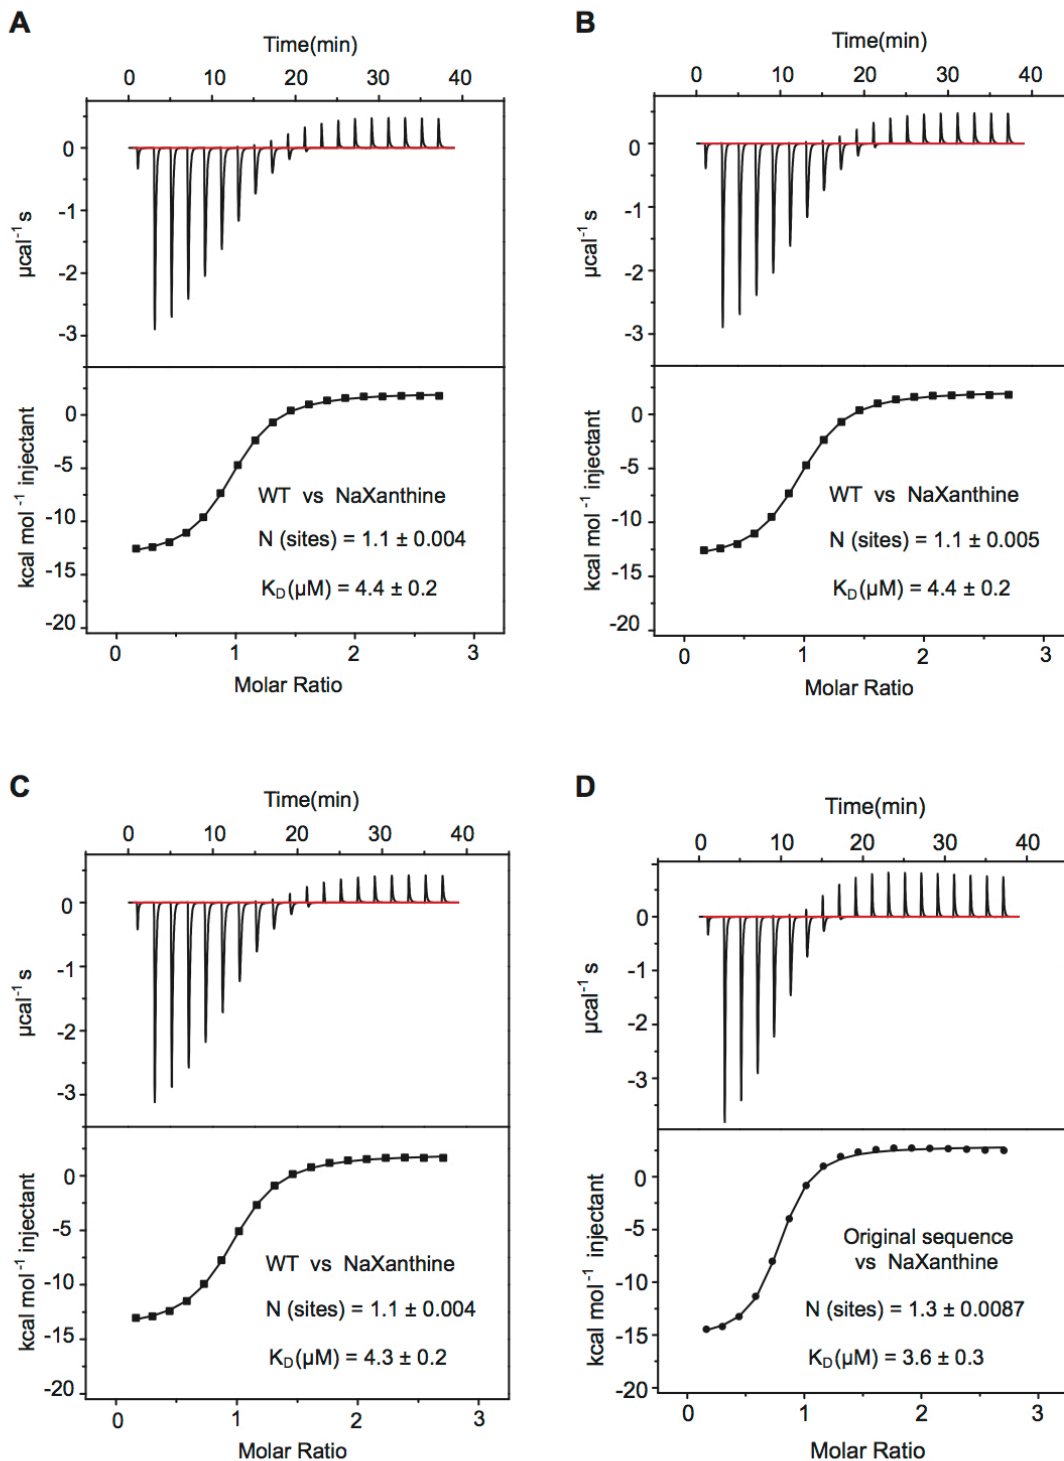 A
Time(min)
0 10 20 30 40
0
-1
-2
-3
µcal⁻¹ s
0
-5
-10
-15
-20
kcal mol⁻¹ injectant
WT vs NaXanthine
N (sites) = 1.1 ± 0.004
K_D(µM) = 4.4 ± 0.2
0 1 2 3
Molar Ratio
B
Time(min)
0 10 20 30 40
0
-1
-2
-3
µcal⁻¹ s
0
-5
-10
-15
-20
kcal mol⁻¹ injectant
WT vs NaXanthine
N (sites) = 1.1 ± 0.005
K_D(µM) = 4.4 ± 0.2
0 1 2 3
Molar Ratio
C
Time(min)
0 10 20 30 40
0
-1
-2
-3
µcal⁻¹ s
0
-5
-10
-15
-20
kcal mol⁻¹ injectant
WT vs NaXanthine
N (sites) = 1.1 ± 0.004
K_D(µM) = 4.3 ± 0.2
0 1 2 3
Molar Ratio
D
Time(min)
0 10 20 30 40
0
-1
-2
-3
µcal⁻¹ s
0
-5
-10
-15
-20
kcal mol⁻¹ injectant
Original sequence
vs NaXanthine
N (sites) = 1.3 ± 0.0087
K_D(µM) = 3.6 ± 0.3
0 1 2 3
Molar Ratio